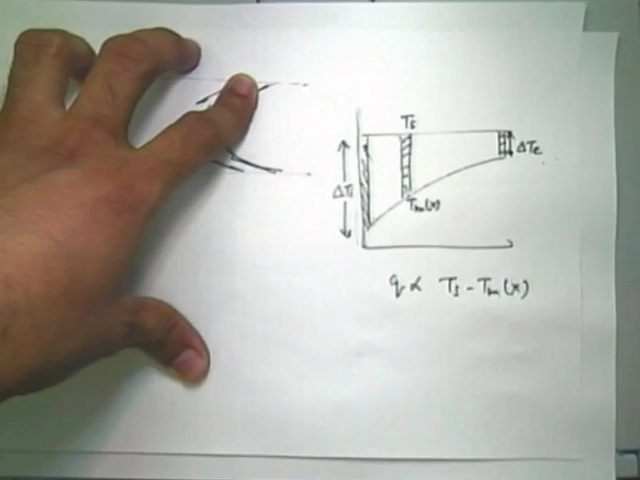 Ts
ΔTe
ΔTi
Tm(x)
q ∝ Ts - Tm(x)